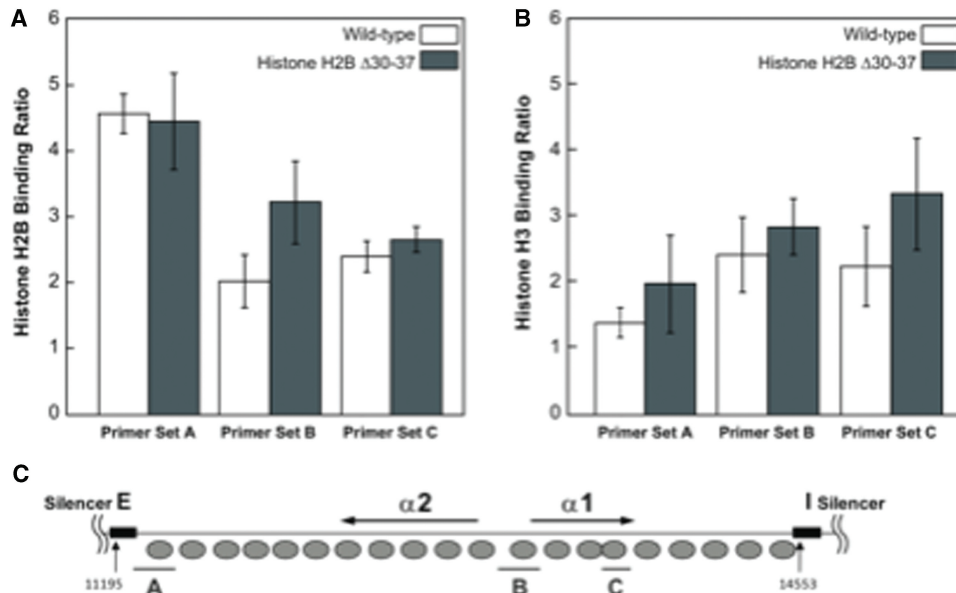 A
6
5
4
3
2
1
0
Histone H2B Binding Ratio
Wild-type
Histone H2B Δ30-37
Primer Set A
Primer Set B
Primer Set C
B
6
5
4
3
2
1
0
Histone H3 Binding Ratio
Wild-type
Histone H2B Δ30-37
Primer Set A
Primer Set B
Primer Set C
C
Silencer E
α2
α1
I Silencer
11195
A
B
C
14553